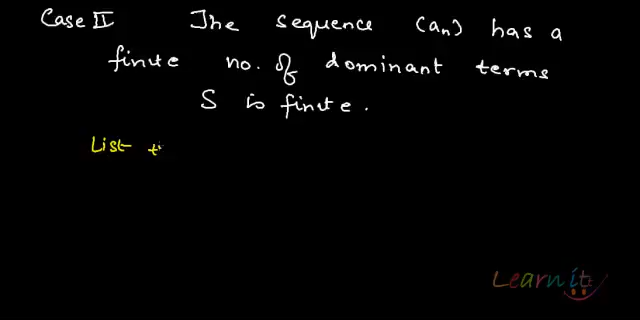 Case II The sequence (an) has a
finite no. of dominant terms
S is finite.
List t
Learnit